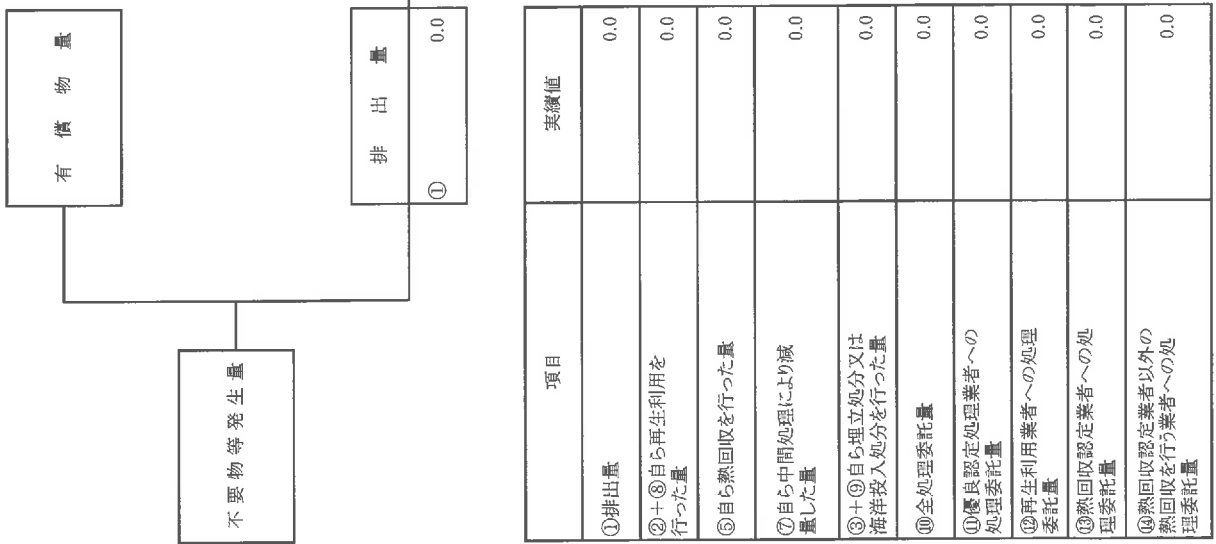 有償物量
不要物等発生量
排出量
① 0.0
項目 実績値
①排出量 0.0
②+⑧自ら再生利用を
行った量 0.0
⑤自ら熱回収を行った量 0.0
⑦自ら中間処理により減
量した量 0.0
③+⑨自ら埋立処分又は
海洋投入処分を行った量 0.0
⑩全処理委託量 0.0
⑪優良認定処理業者への
処理委託量 0.0
⑫再生利用業者への処理
委託量 0.0
⑬熱回収認定業者への処
理委託量 0.0
⑭熱回収認定業者以外の
熱回収を行う業者への処
理委託量 0.0